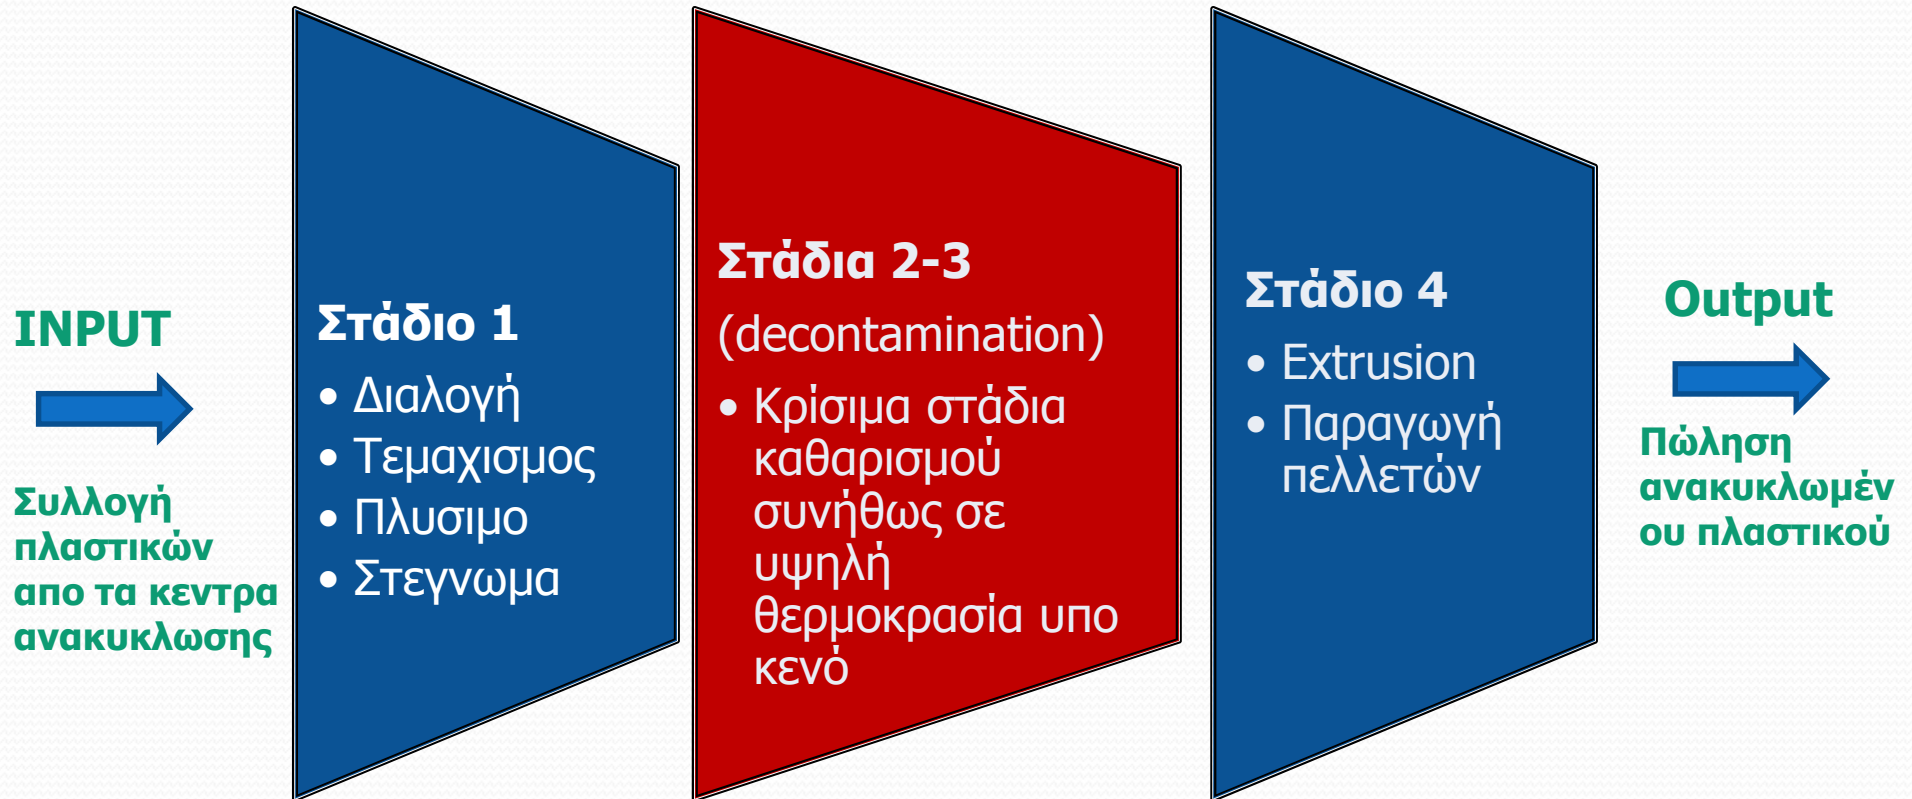 INPUT
Συλλογή
πλαστικών
απο τα κεντρα
ανακυκλωσης
Στάδιο 1
• Διαλογή
• Τεμαχισμος
• Πλυσιμο
• Στεγνωμα
Στάδια 2-3
(decontamination)
• Κρίσιμα στάδια
καθαρισμού
συνήθως σε
υψηλή
θερμοκρασία υπο
κενό
Στάδιο 4
• Extrusion
• Παραγωγή
πελλετών
Output
Πώληση
ανακυκλωμέν
ου πλαστικού